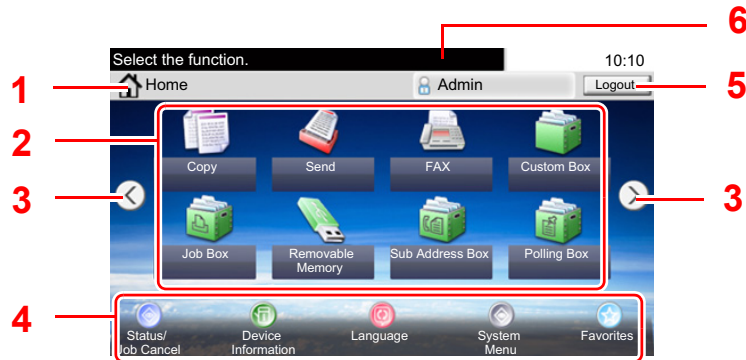 6
Select the function.
10:10
1
Home
Admin
Logout
5
2
Copy
Send
FAX
Custom Box
3
3
Job Box
Removable
Memory
Sub Address Box
Polling Box
4
Status/
Job Cancel
Device
Information
Language
System
Menu
Favorites